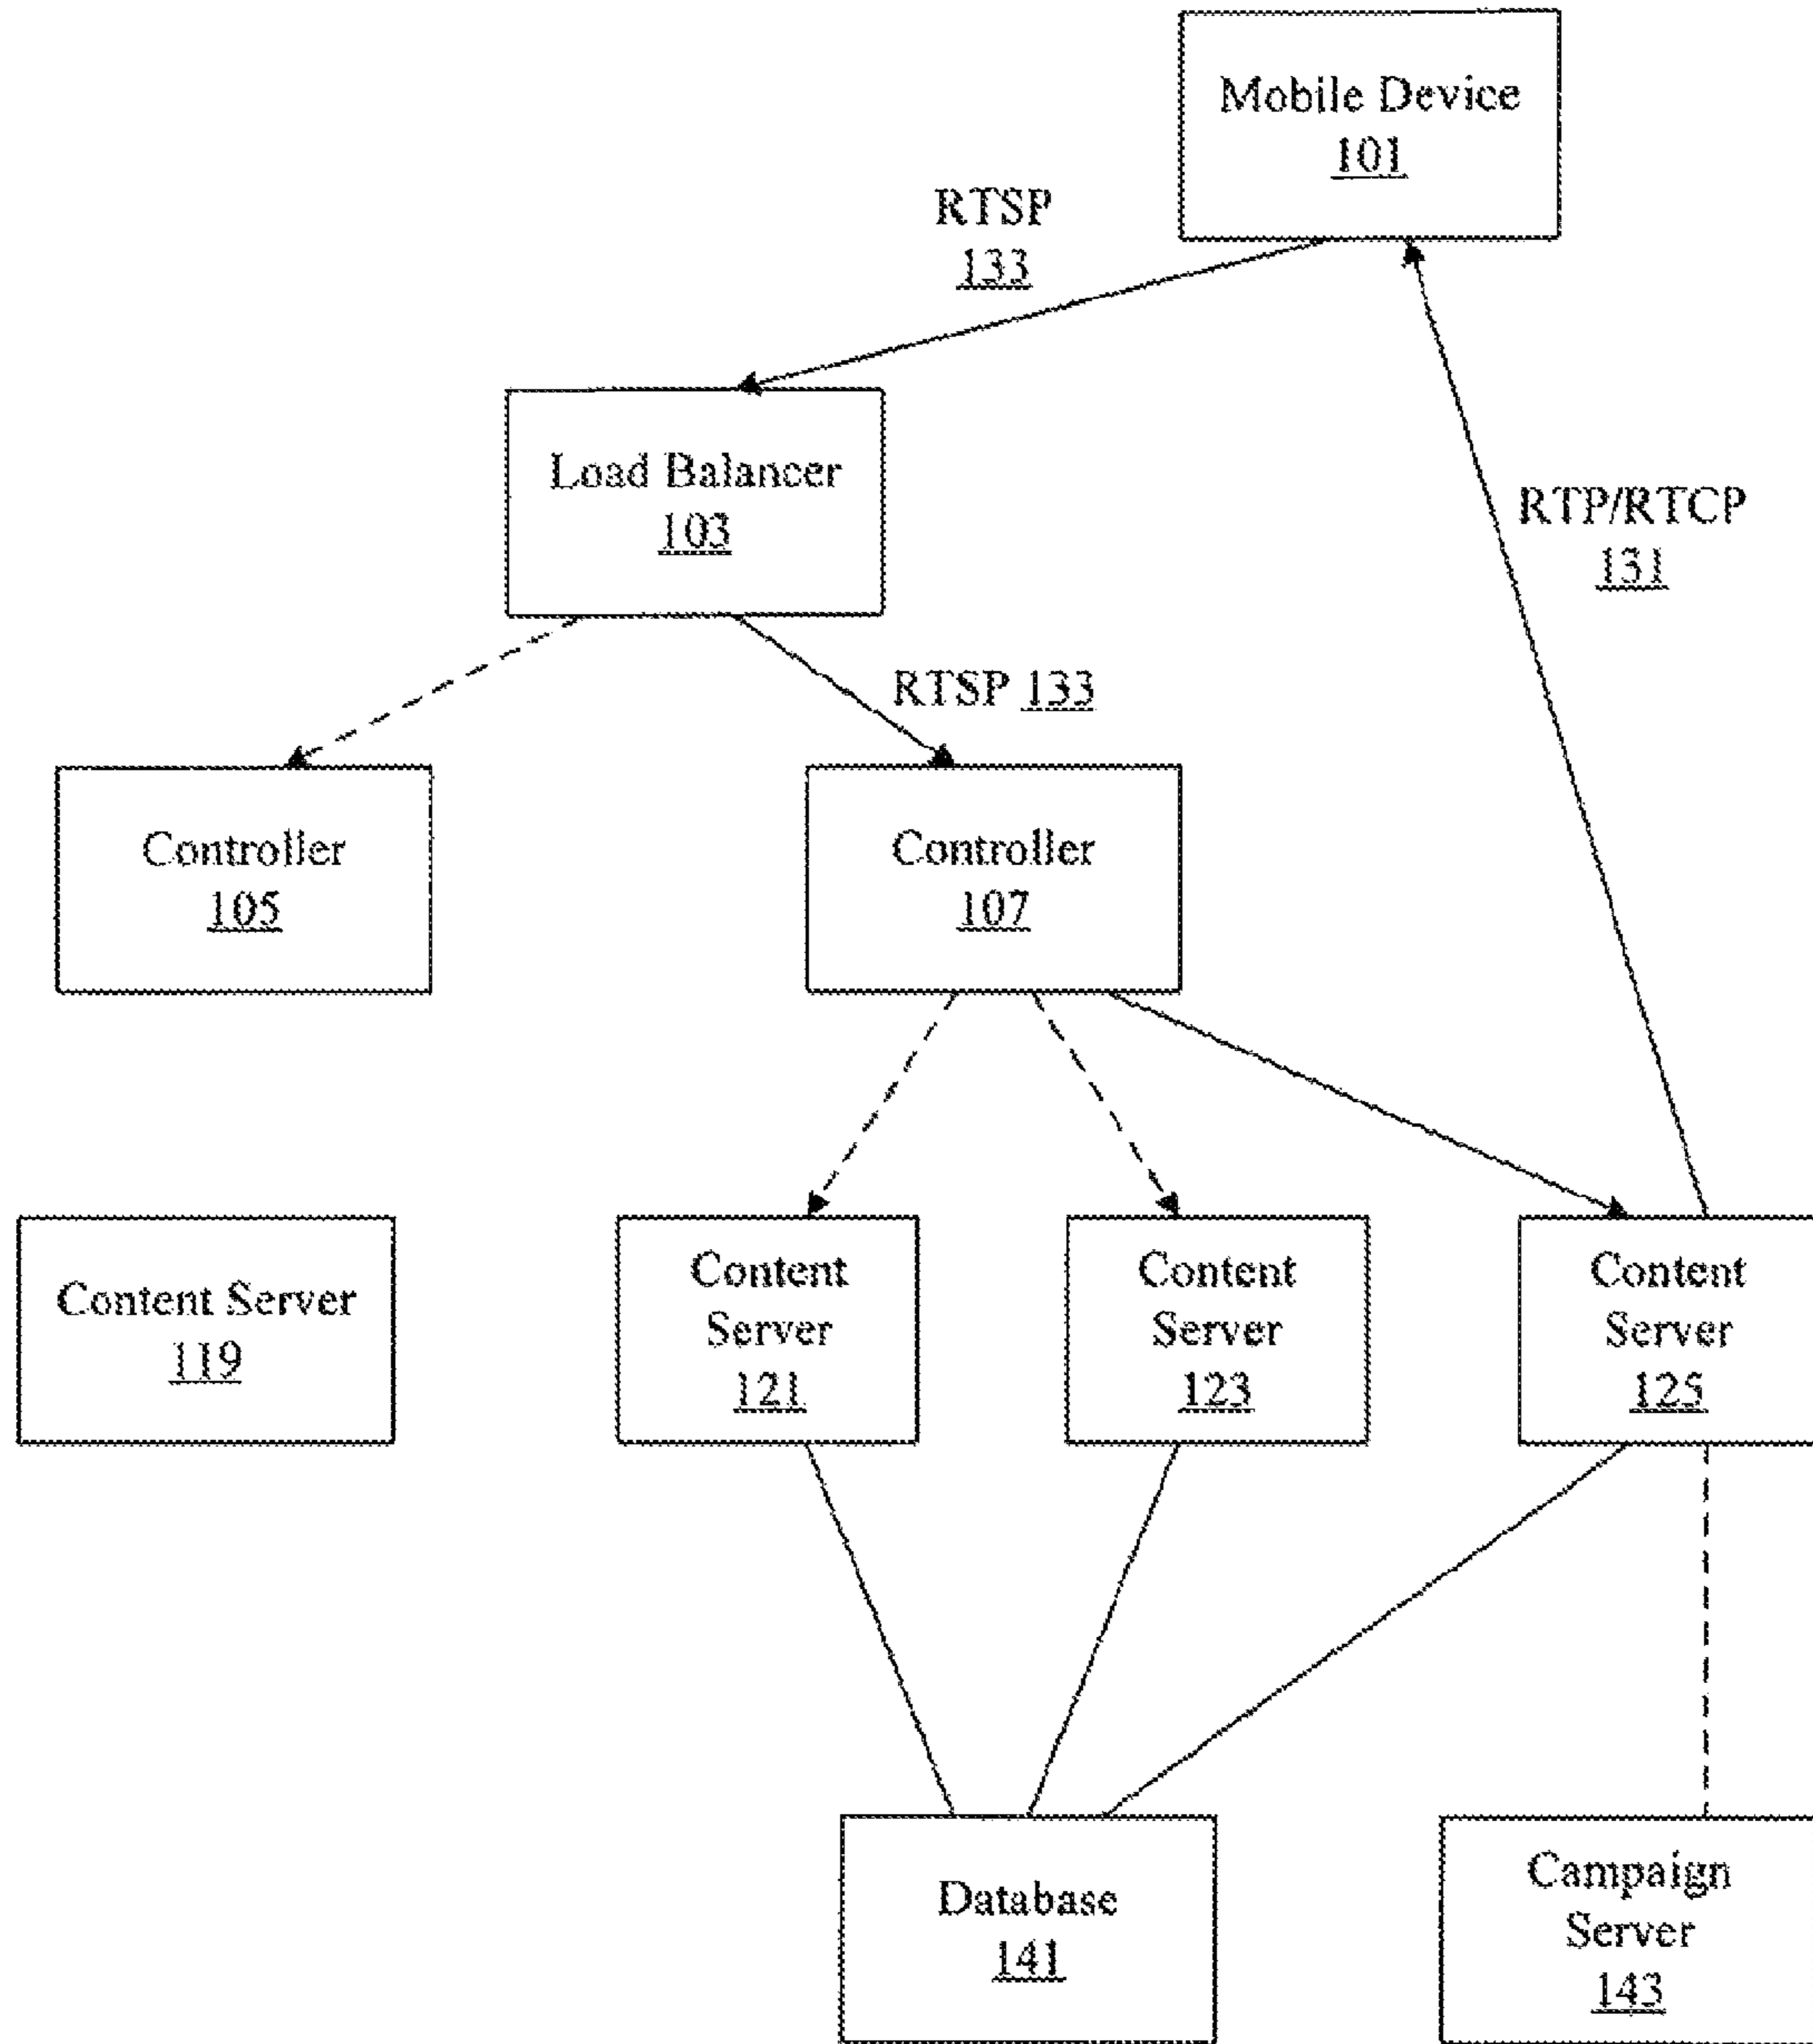 Mobile Device
101
RTSP
133
Load Balancer
103
RTP/RTCP
131
RTSP 133
Controller
105
Controller
107
Content Server
119
Content
Server
121
Content
Server
123
Content
Server
125
Database
141
Campaign
Server
143